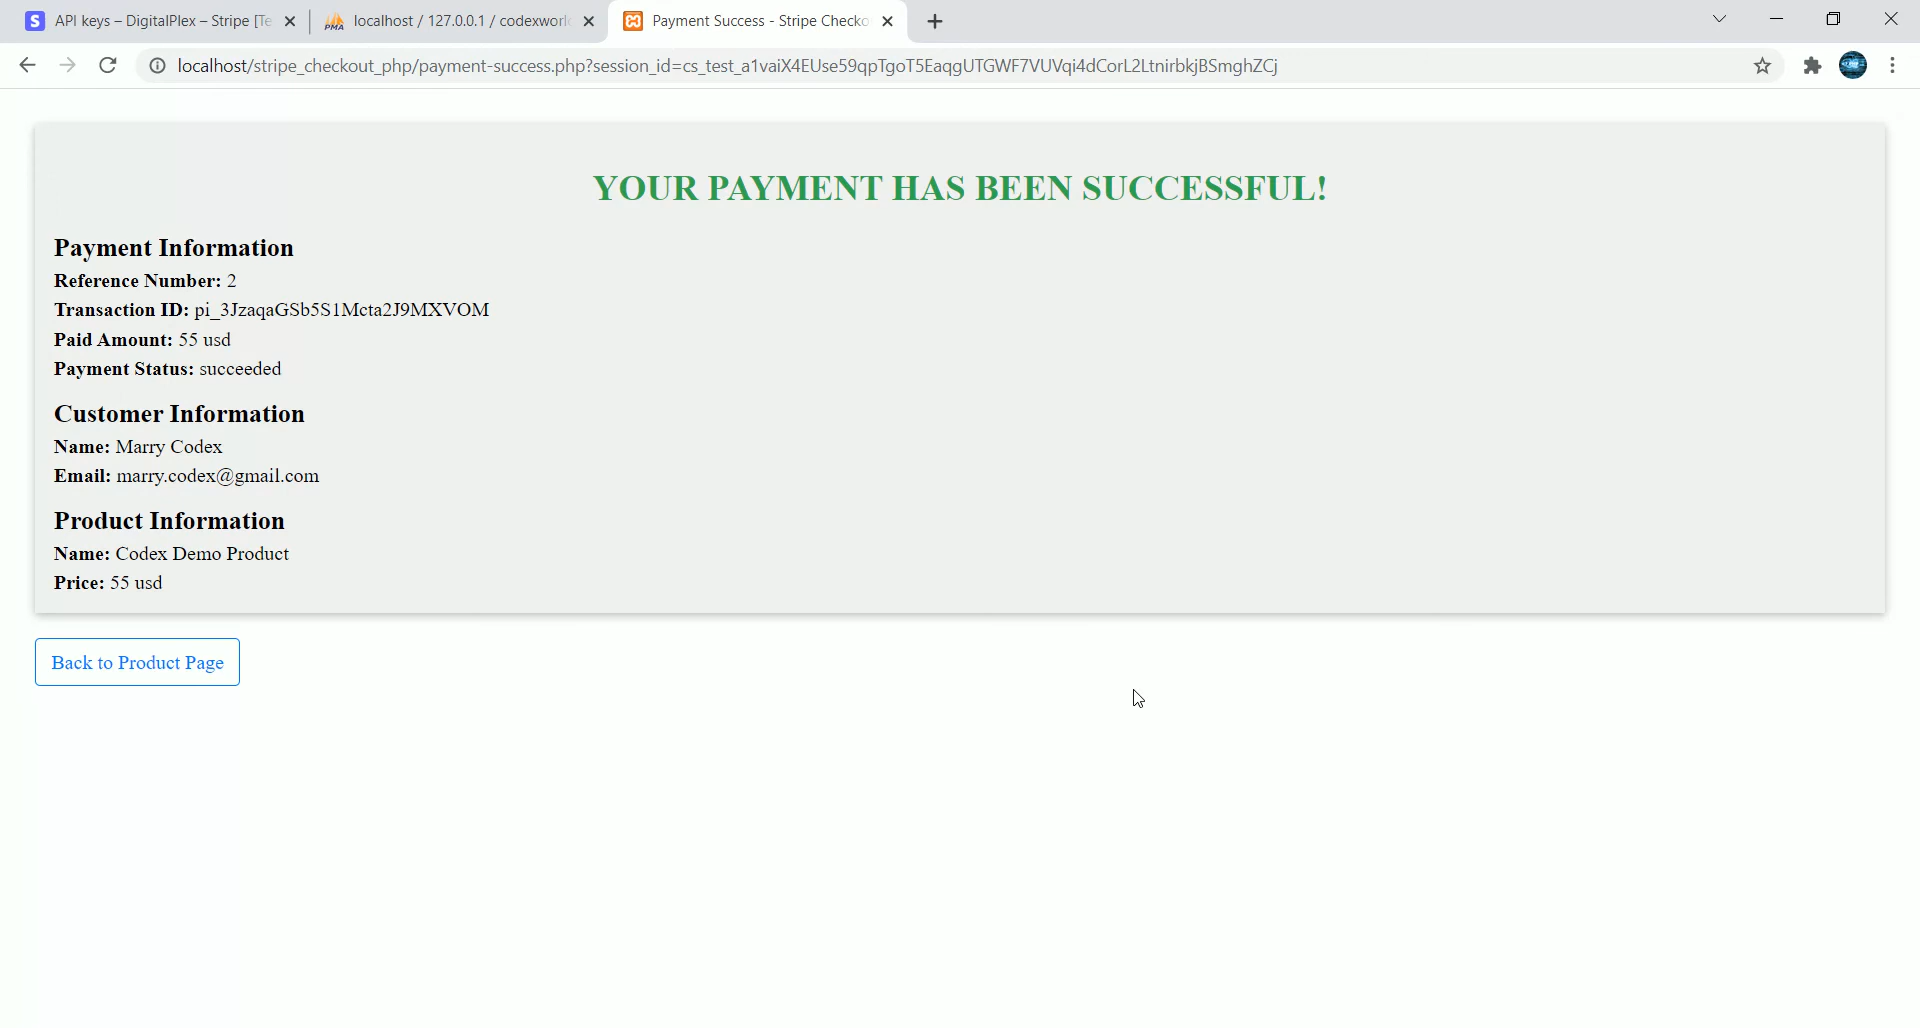 API keys – DigitalPlex – Stripe [Te
localhost / 127.0.0.1 / codexworl
Payment Success - Stripe Checko
localhost/stripe_checkout_php/payment-success.php?session_id=cs_test_a1vaiX4EUse59qpTgoT5EaqgUTGWF7VUVqi4dCorL2LtnirbkjBSmghZCj
YOUR PAYMENT HAS BEEN SUCCESSFUL!
Payment Information
Reference Number: 2
Transaction ID: pi_3JzaqaGSb5S1Mcta2J9MXVOM
Paid Amount: 55 usd
Payment Status: succeeded
Customer Information
Name: Marry Codex
Email: marry.codex@gmail.com
Product Information
Name: Codex Demo Product
Price: 55 usd
Back to Product Page